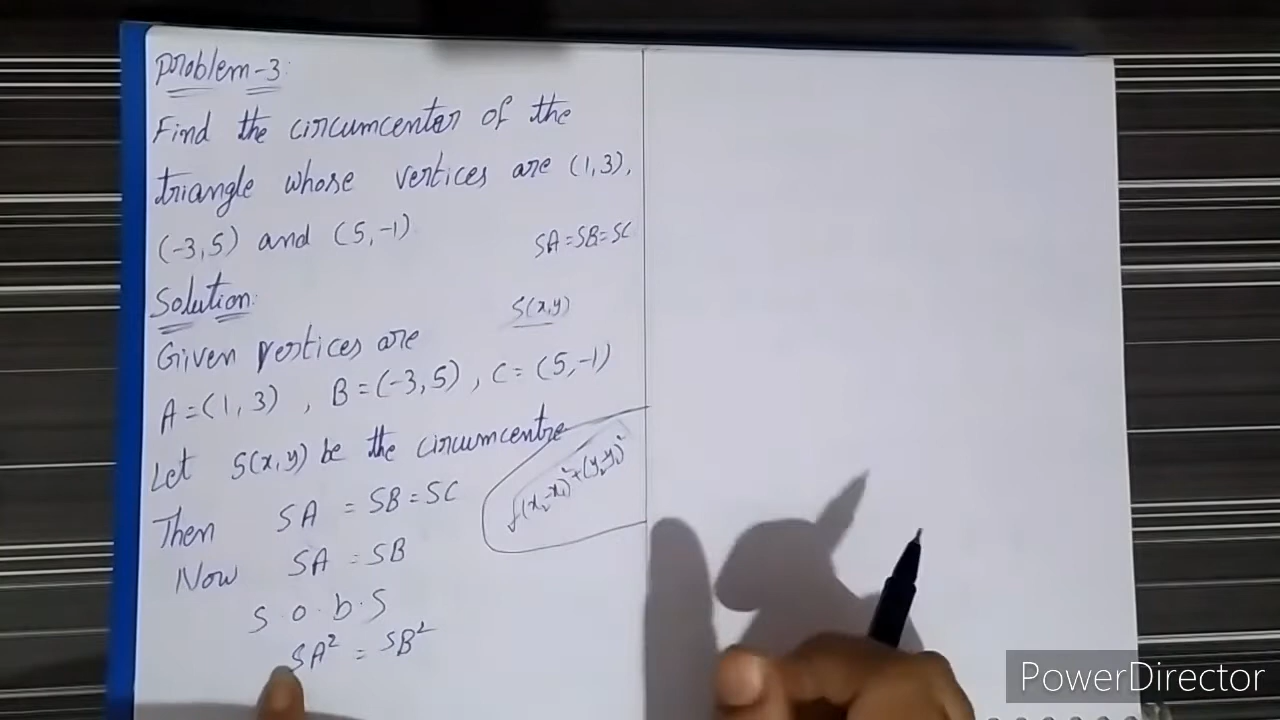 Problem-3:
Find the circumcenter of the
triangle whose vertices are (1,3),
(-3,5) and (5,-1)
SA=SB=SC
Solution:
S(x,y)
Given vertices are
A=(1,3), B=(-3,5), C=(5,-1)
Let S(x,y) be the circumcentre
√(x₂-x₁)²+(y₂-y₁)²
Then SA = SB = SC
Now SA = SB
S.O.b.S
SA² = SB²
PowerDirector